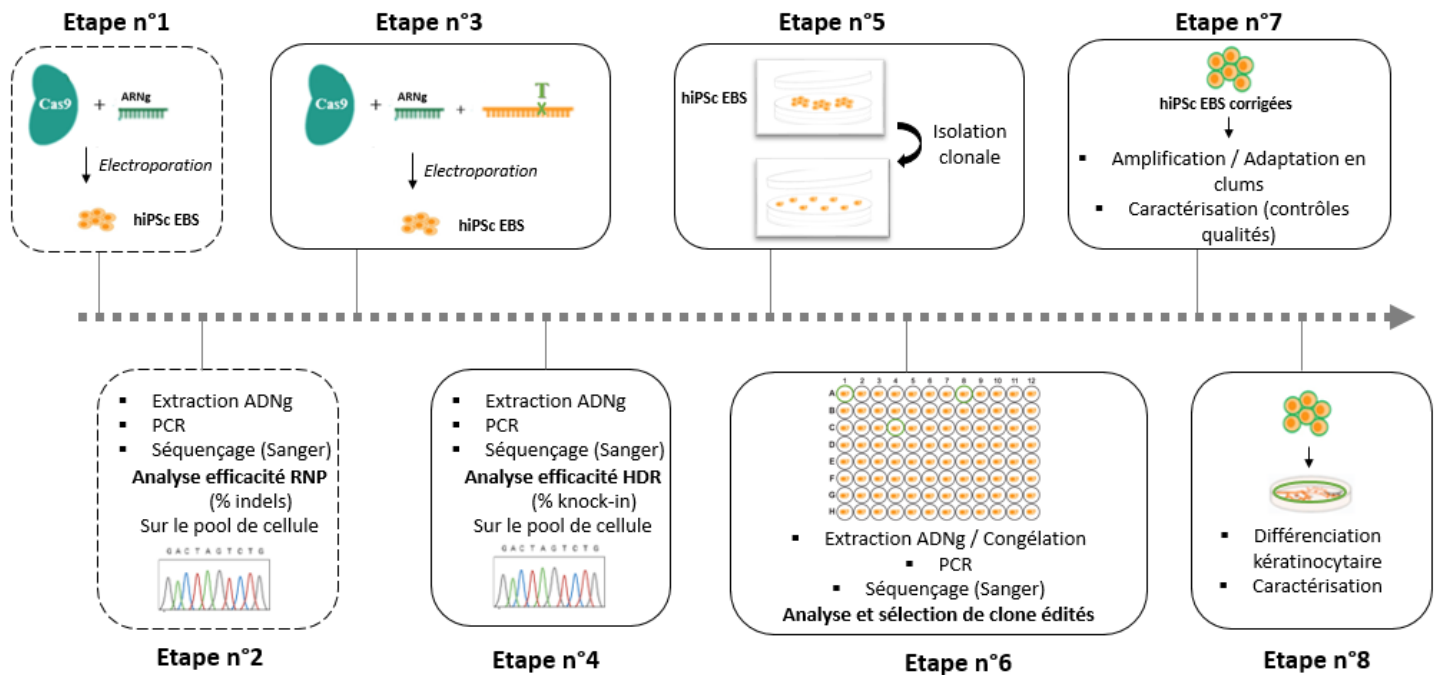 Etape n°1
Cas9
+
ARNg
Electroporation
hiPSc EBS
Etape n°3
Cas9
+
ARNg
+
T
X
Electroporation
hiPSc EBS
Etape n°5
hiPSc EBS
Isolation
clonale
Etape n°7
hiPSc EBS corrigées
▪ Amplification / Adaptation en
clums
▪ Caractérisation (contrôles
qualités)
▪ Extraction ADNg
▪ PCR
▪ Séquençage (Sanger)
Analyse efficacité RNP
(% indels)
Sur le pool de cellule
G A C T A G T C T G
Etape n°2
▪ Extraction ADNg
▪ PCR
▪ Séquençage (Sanger)
Analyse efficacité HDR
(% knock-in)
Sur le pool de cellule
G A C T A G T C T G
Etape n°4
1 2 3 4 5 6 7 8 9 10 11 12
A
B
C
D
E
F
G
H
▪ Extraction ADNg / Congélation
▪ PCR
▪ Séquençage (Sanger)
Analyse et sélection de clone édités
Etape n°6
▪ Différenciation
kératinocytaire
▪ Caractérisation
Etape n°8